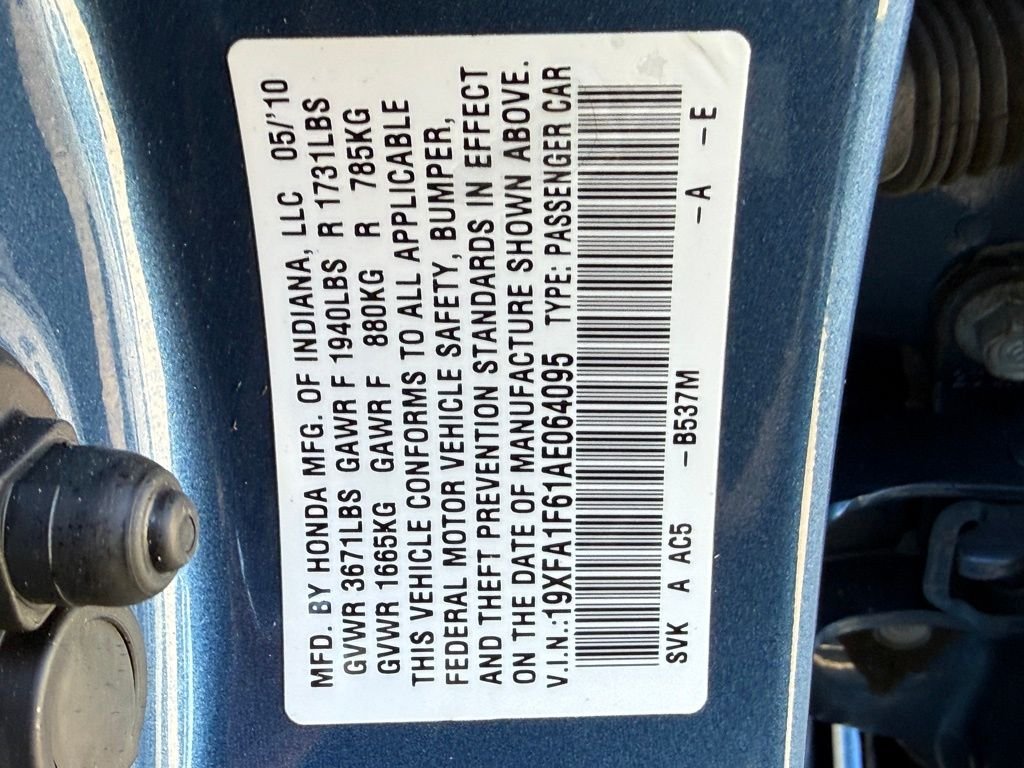 MFD. BY HONDA MFG. OF INDIANA, LLC 05/'10
GVWR 3671LBS GAWR F 1940LBS R 1731LBS
GVWR 1665KG GAWR F 880KG R 785KG
THIS VEHICLE CONFORMS TO ALL APPLICABLE
FEDERAL MOTOR VEHICLE SAFETY, BUMPER,
AND THEFT PREVENTION STANDARDS IN EFFECT
ON THE DATE OF MANUFACTURE SHOWN ABOVE.
V.I.N.:19XFA1F61AE064095 TYPE: PASSENGER CAR
SVK A AC5 -B537M -A -E